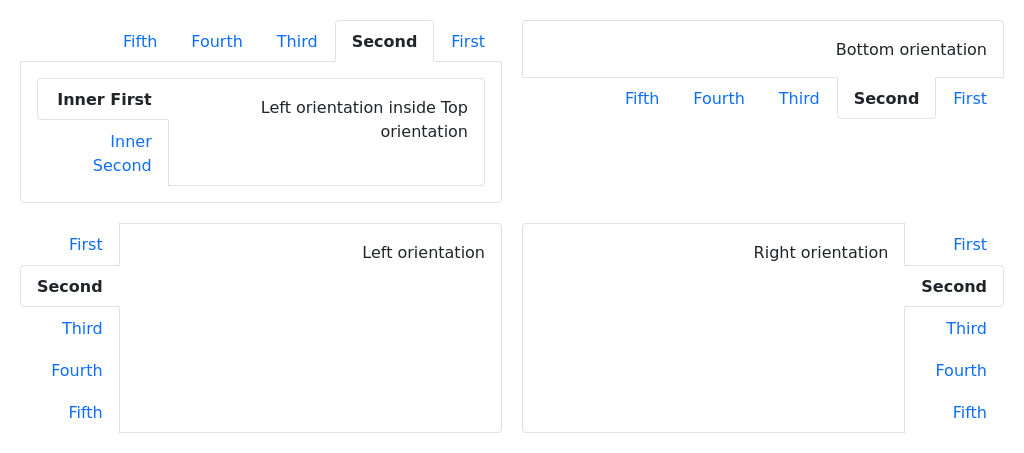 Fifth Fourth Third Second First
Inner First
Inner
Second
Left orientation inside Top
orientation
Bottom orientation
Fifth Fourth Third Second First
First
Second
Third
Fourth
Fifth
Left orientation
Right orientation
First
Second
Third
Fourth
Fifth